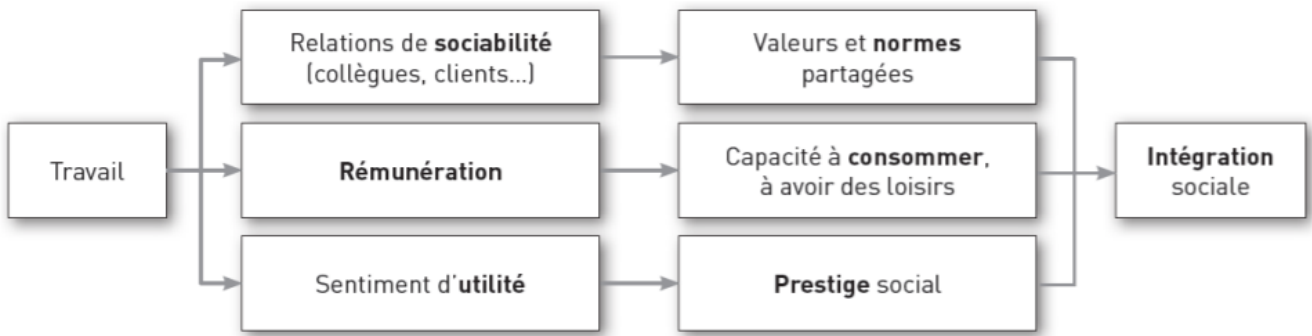 Travail
Relations de sociabilité
(collègues, clients...)
Valeurs et normes
partagées
Rémunération
Capacité à consommer,
à avoir des loisirs
Sentiment d'utilité
Prestige social
Intégration
sociale